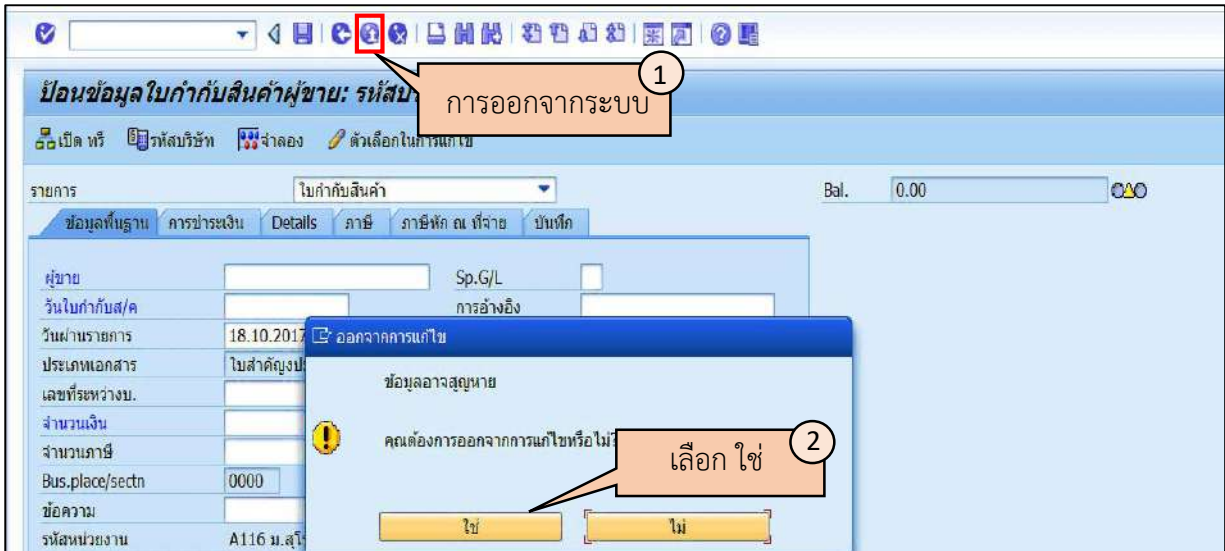 1
การออกจากระบบ
ป้อนข้อมูลใบกำกับสินค้าผู้ขาย: รหัสบ
เปิด ทรี รหัสบริษัท จำลอง ตัวเลือกในการแก้ไข
รายการ ใบกำกับสินค้า Bal. 0.00
ข้อมูลพื้นฐาน การชำระเงิน Details ภาษี ภาษีหัก ณ ที่จ่าย บันทึก
ผู้ขาย Sp.G/L
วันใบกำกับส/ค การอ้างอิง
วันผ่านรายการ 18.10.2017
ออกจากการแก้ไข
ประเภทเอกสาร ใบสำคัญงบ
ข้อมูลอาจสูญหาย
เลขที่ระหว่างบ.
จำนวนเงิน
คุณต้องการออกจากการแก้ไขหรือไม่?
2
เลือก ใช่
จำนวนภาษี
Bus.place/sectn 0000
ข้อความ
ใช่ ไม่
รหัสหน่วยงาน A116 ม.สุโ